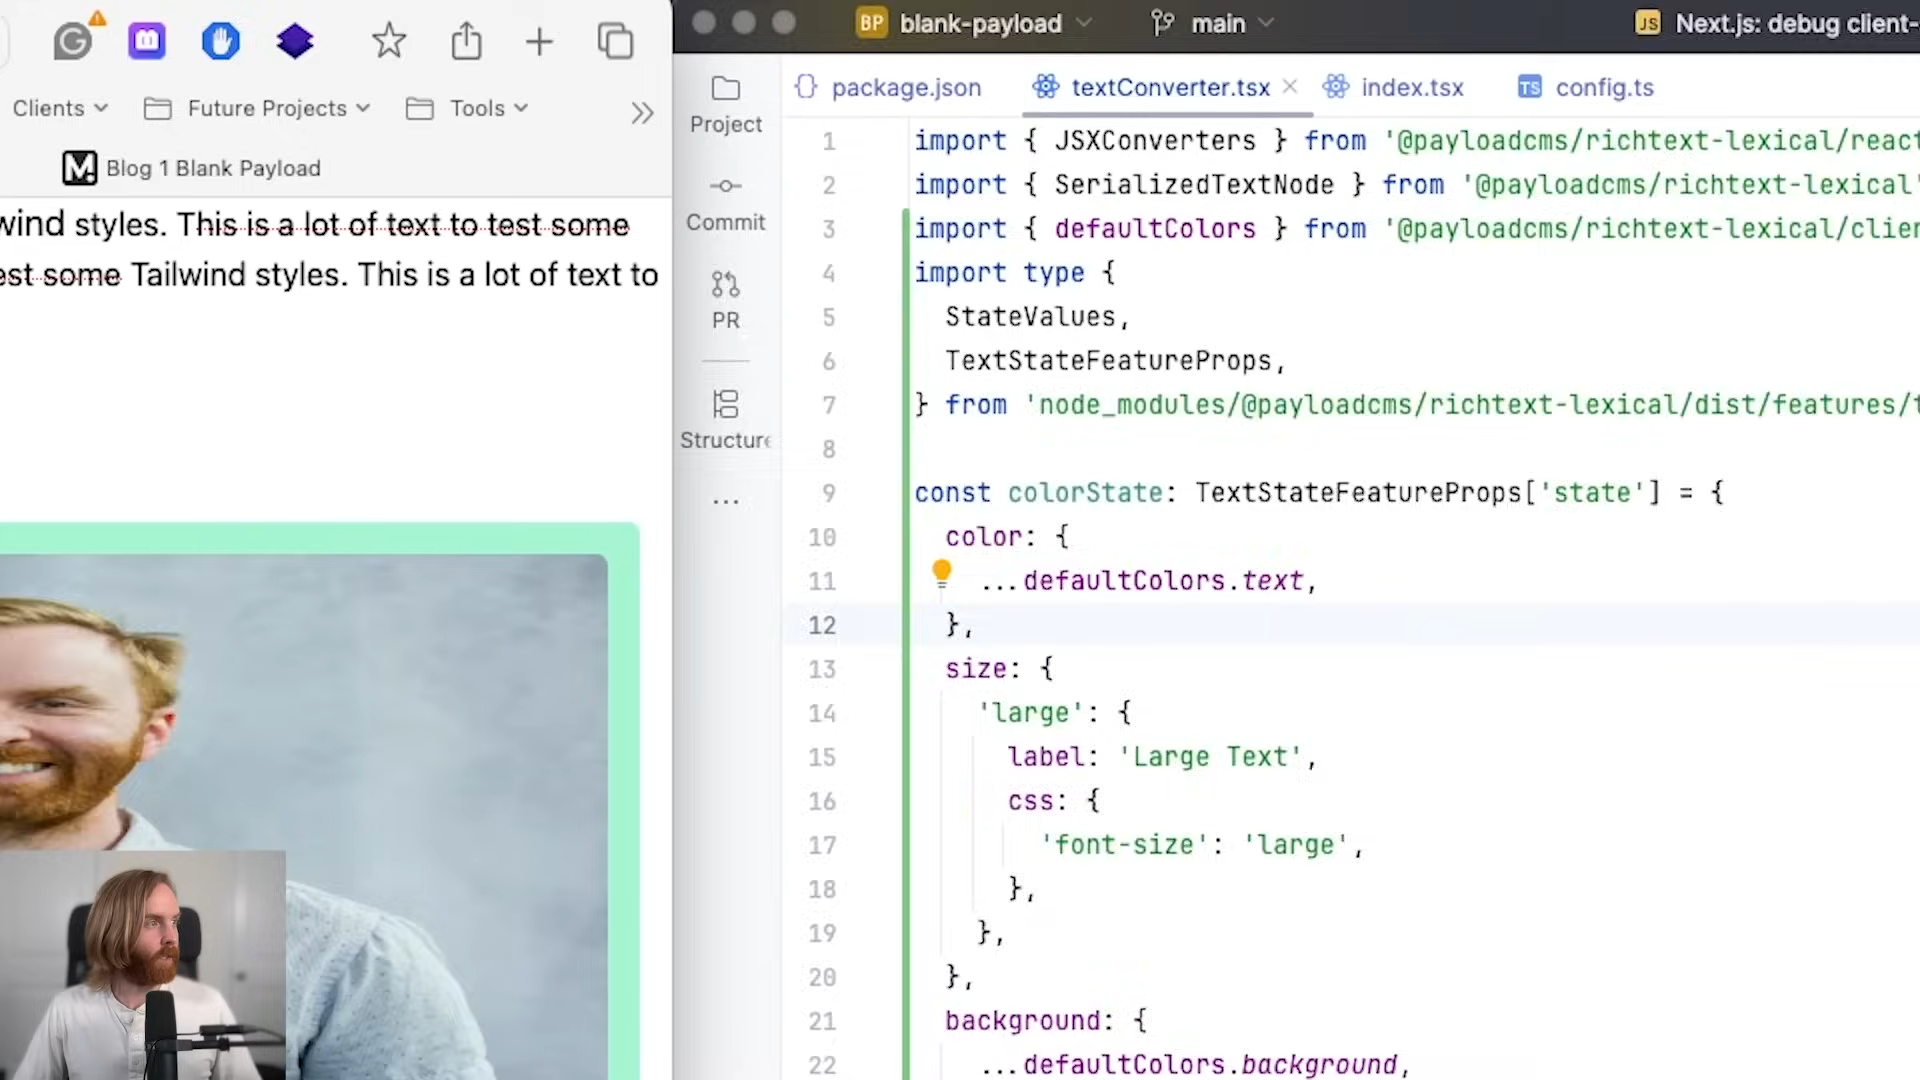 BP blank-payload main JS Next.js: debug client-
Clients Future Projects Tools
M. Blog 1 Blank Payload
wind styles. This is a lot of text to test some
est some Tailwind styles. This is a lot of text to
Project
Commit
PR
Structure
...
package.json textConverter.tsx index.tsx TS config.ts
1 import { JSXConverters } from '@payloadcms/richtext-lexical/react
2 import { SerializedTextNode } from '@payloadcms/richtext-lexical'
3 import { defaultColors } from '@payloadcms/richtext-lexical/clien
4 import type {
5 StateValues,
6 TextStateFeatureProps,
7 } from 'node_modules/@payloadcms/richtext-lexical/dist/features/t
8
9 const colorState: TextStateFeatureProps['state'] = {
10 color: {
11 ...defaultColors.text,
12 },
13 size: {
14 'large': {
15 label: 'Large Text',
16 css: {
17 'font-size': 'large',
18 },
19 },
20 },
21 background: {
22 ...defaultColors.background,